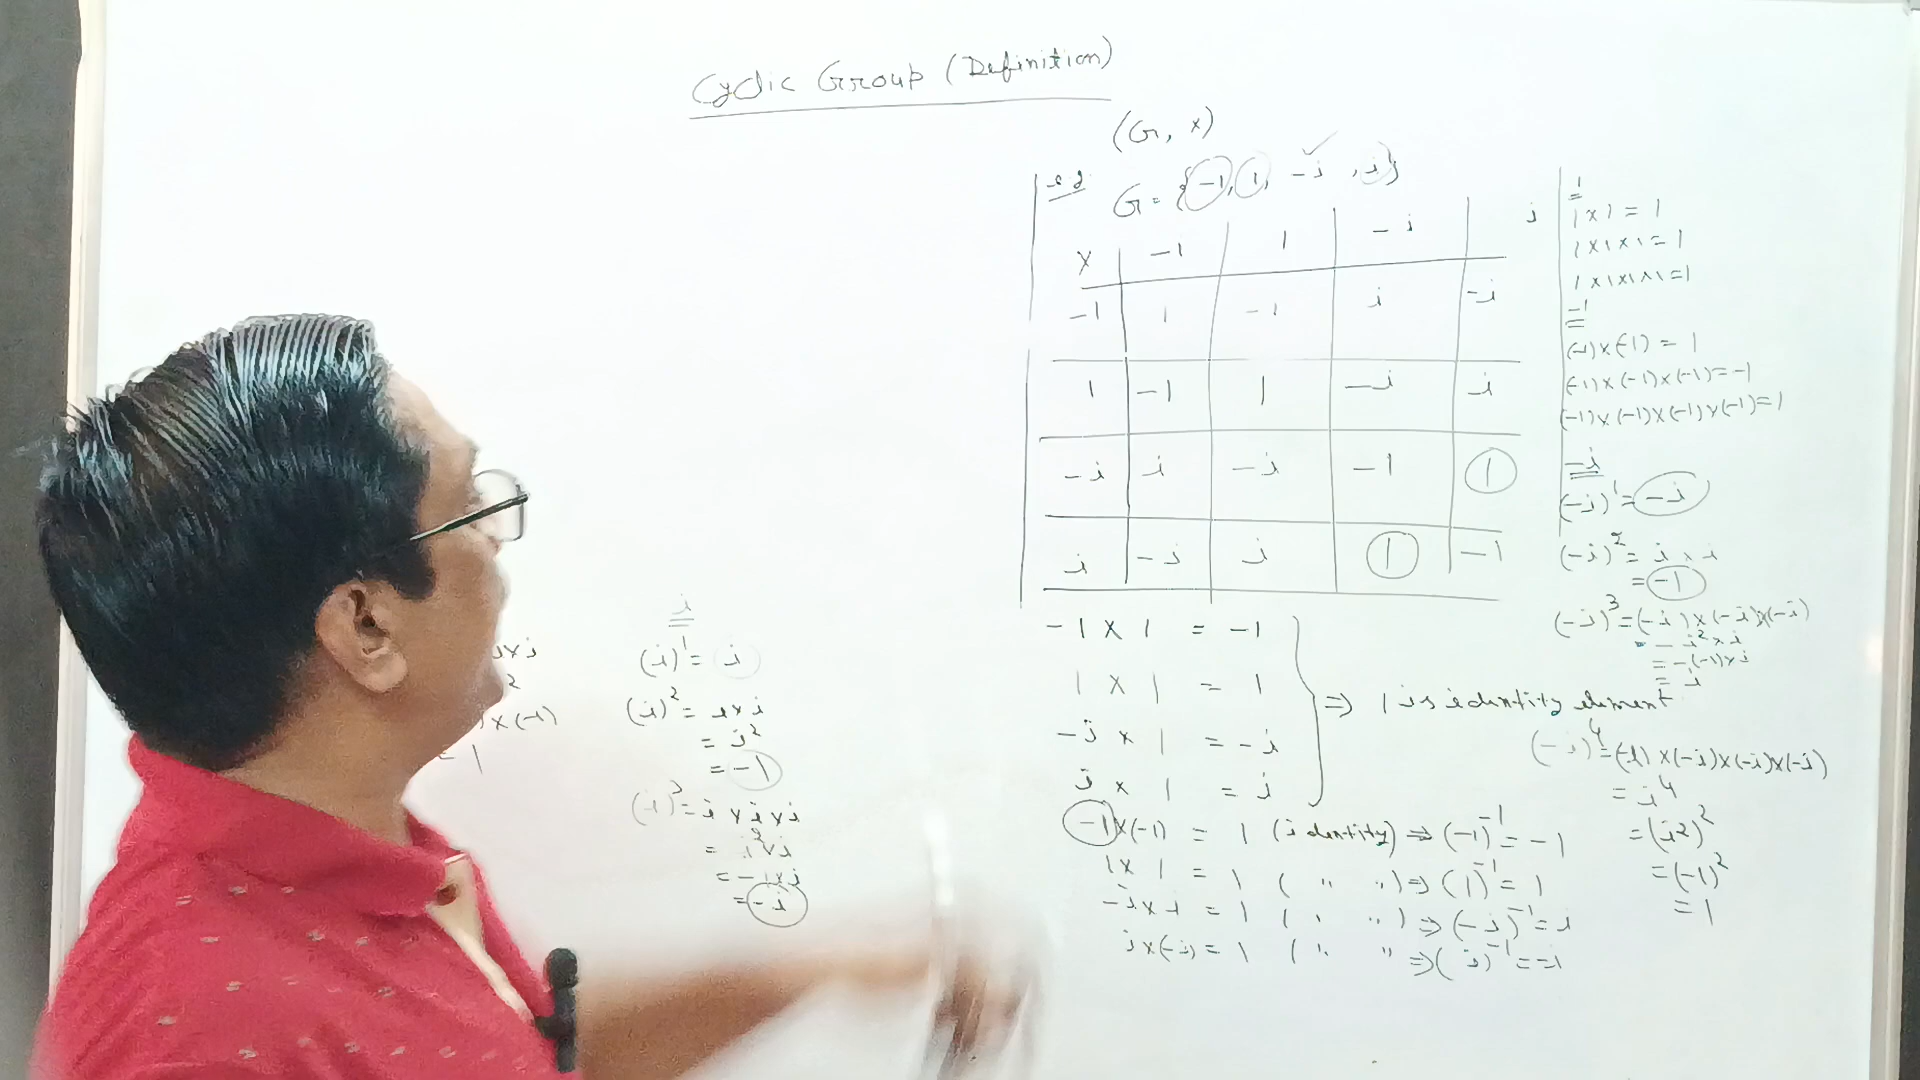 Cyclic Group (Definition)
(G, ×)
e.g. G = {-1, 1, -i, i}
× -1 1 -i i
-1 1 -1 i -i
1 -1 1 -i i
-i i -i -1 1
i -i i 1 -1
-1 × 1 = -1
1 × 1 = 1
-i × 1 = -i
i × 1 = i
⇒ 1 is identity element
-1 × (-1) = 1 (identity) ⇒ (-1)⁻¹ = -1
1 × 1 = 1 ( " " ) ⇒ (1)⁻¹ = 1
-i × i = 1 ( " " ) ⇒ (-i)⁻¹ = i
i × (-i) = 1 ( " " ⇒ (i)⁻¹ = -i
1
1 × 1 = 1
1 × 1 × 1 = 1
1 × 1 × 1 × 1 = 1
-1
(-1) × (-1) = 1
(-1) × (-1) × (-1) = -1
(-1) × (-1) × (-1) × (-1) = 1
-i
(-i)¹ = -i
(-i)² = i × i
= -1
(-i)³ = (-i) × (-i) × (-i)
= - i² × i
= -(-1) × i
= i
(-i)⁴ = (-i) × (-i) × (-i) × (-i)
= i⁴
= (i2)²
= (-1)²
= 1
i
(i)¹ = i
(i)² = i × i
= i²
= -1
(i)³ = i × i × i
= i² × i
= -1 × i
= -i
× i
2
) × (-1)
= 1